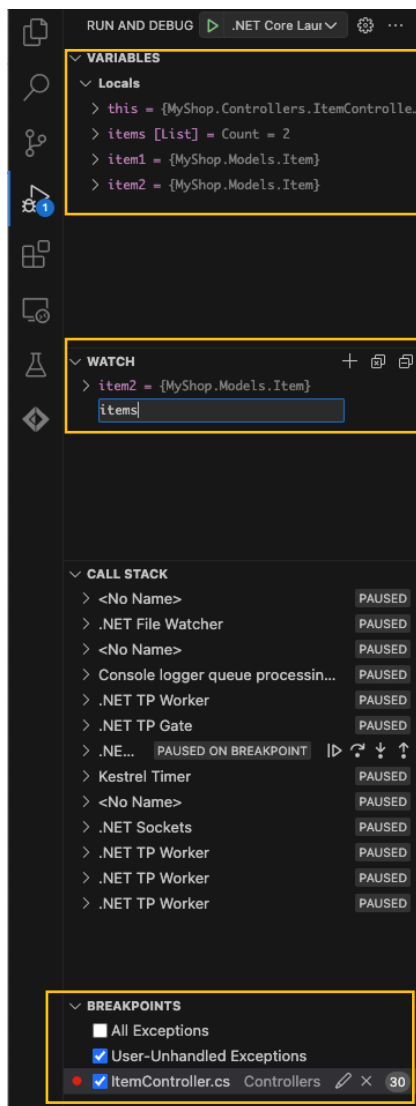 RUN AND DEBUG .NET Core Laur
VARIABLES
Locals
this = {MyShop.Controllers.ItemControlle...
items [List] = Count = 2
item1 = {MyShop.Models.Item}
item2 = {MyShop.Models.Item}
1
WATCH
item2 = {MyShop.Models.Item}
items
CALL STACK
<No Name> PAUSED
.NET File Watcher PAUSED
<No Name> PAUSED
Console logger queue processin... PAUSED
.NET TP Worker PAUSED
.NET TP Gate PAUSED
.NE... PAUSED ON BREAKPOINT
Kestrel Timer PAUSED
<No Name> PAUSED
.NET Sockets PAUSED
.NET TP Worker PAUSED
.NET TP Worker PAUSED
.NET TP Worker PAUSED
BREAKPOINTS
All Exceptions
User-Unhandled Exceptions
ItemController.cs Controllers 30